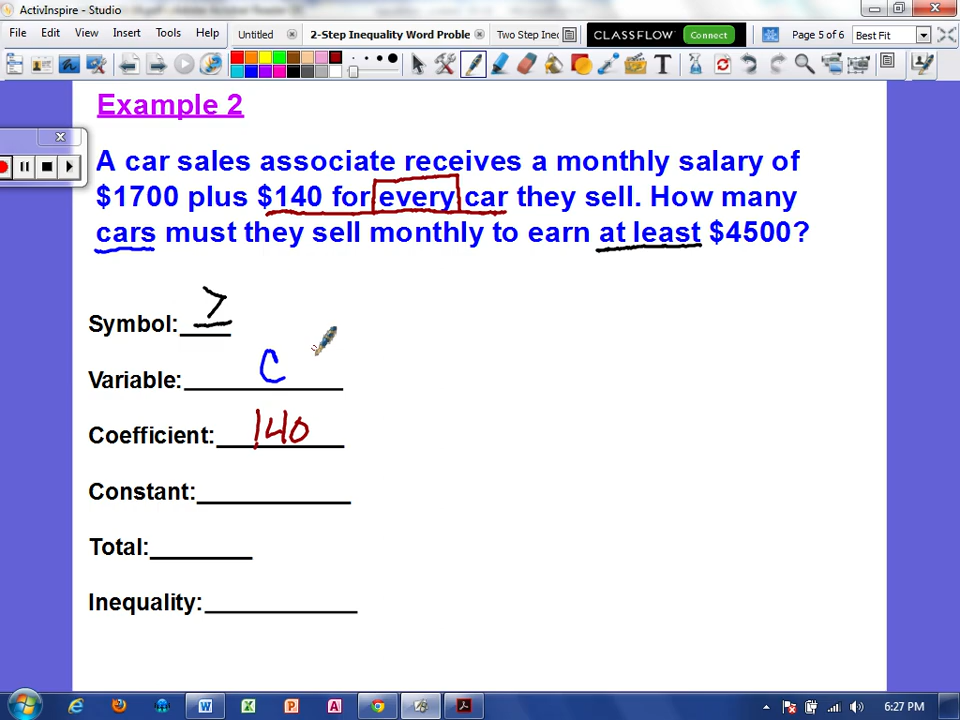 ActivInspire - Studio
File Edit View Insert Tools Help Untitled 2-Step Inequality Word Proble Two Step Ineq CLASSFLOW Connect Page 5 of 6 Best Fit
Example 2
A car sales associate receives a monthly salary of
$1700 plus $140 for every car they sell. How many
cars must they sell monthly to earn at least $4500?
Symbol: ≥
Variable: C
Coefficient: 140
Constant:
Total:
Inequality:
6:27 PM